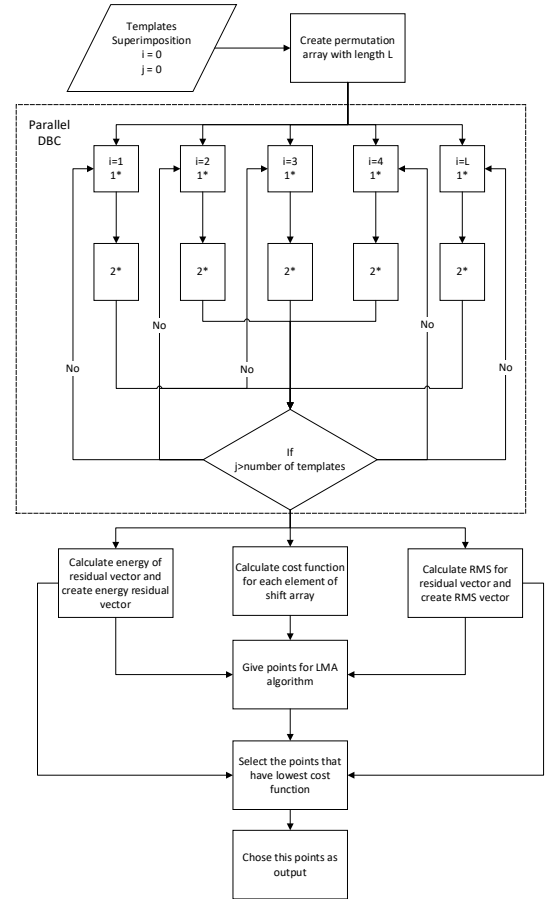 Templates
Superimposition
i = 0
j = 0
Create permutation
array with length L
Parallel
DBC
i=1
1*
i=2
1*
i=3
1*
i=4
1*
i=L
1*
2*
2*
2*
2*
2*
No
No
No
No
No
If
j>number of templates
Calculate energy of
residual vector and
create energy residual
vector
Calculate cost function
for each element of
shift array
Calculate RMS for
residual vector and
create RMS vector
Give points for LMA
algorithm
Select the points that
have lowest cost
function
Chose this points as
output